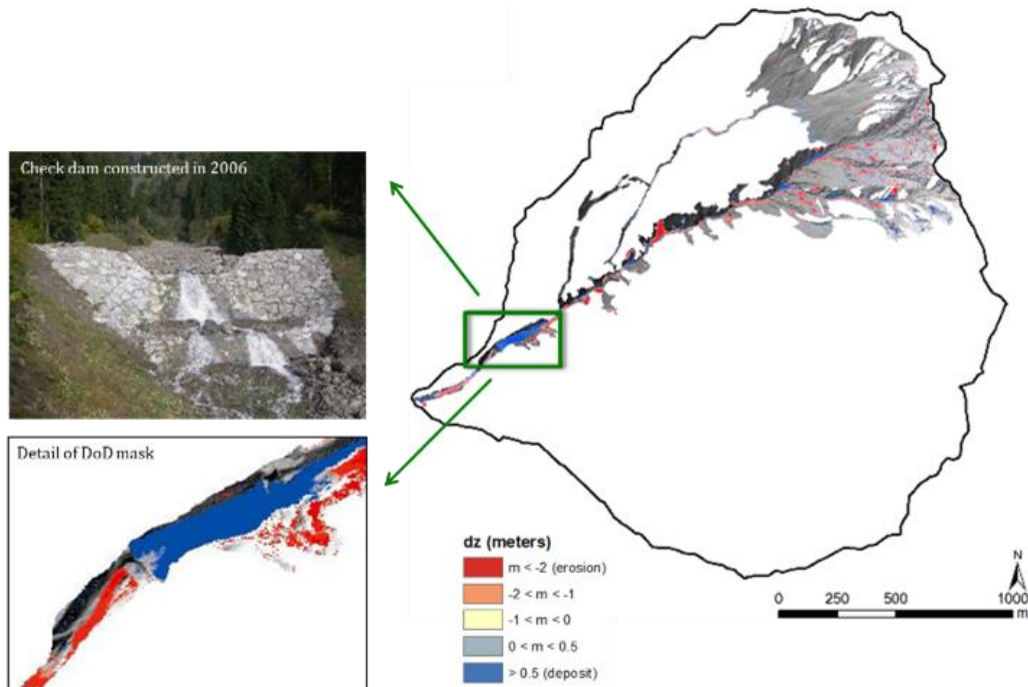 Check dam constructed in 2006
Detail of DoD mask
dz (meters)
m < -2 (erosion)
-2 < m < -1
-1 < m < 0
0 < m < 0.5
> 0.5 (deposit)
N
0 250 500 1000
m